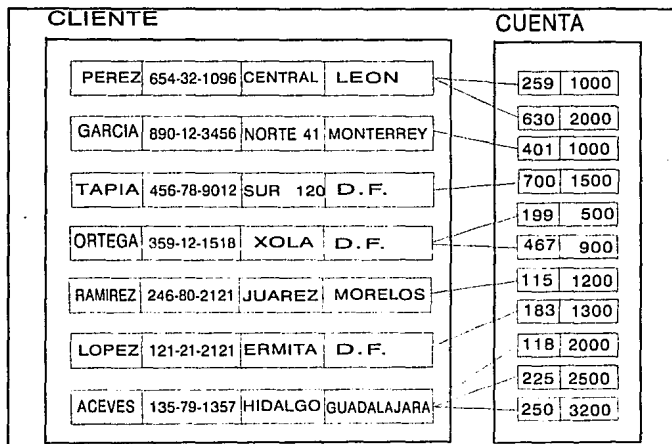 CLIENTE
CUENTA
PEREZ 654-32-1096 CENTRAL LEON
259 1000
630 2000
GARCIA 890-12-3456 NORTE 41 MONTERREY
401 1000
TAPIA 456-78-9012 SUR 120 D.F.
700 1500
199 500
ORTEGA 359-12-1518 XOLA D.F.
467 900
115 1200
RAMIREZ 246-80-2121 JUAREZ MORELOS
183 1300
LOPEZ 121-21-2121 ERMITA D.F.
118 2000
225 2500
ACEVES 135-79-1357 HIDALGO GUADALAJARA
250 3200